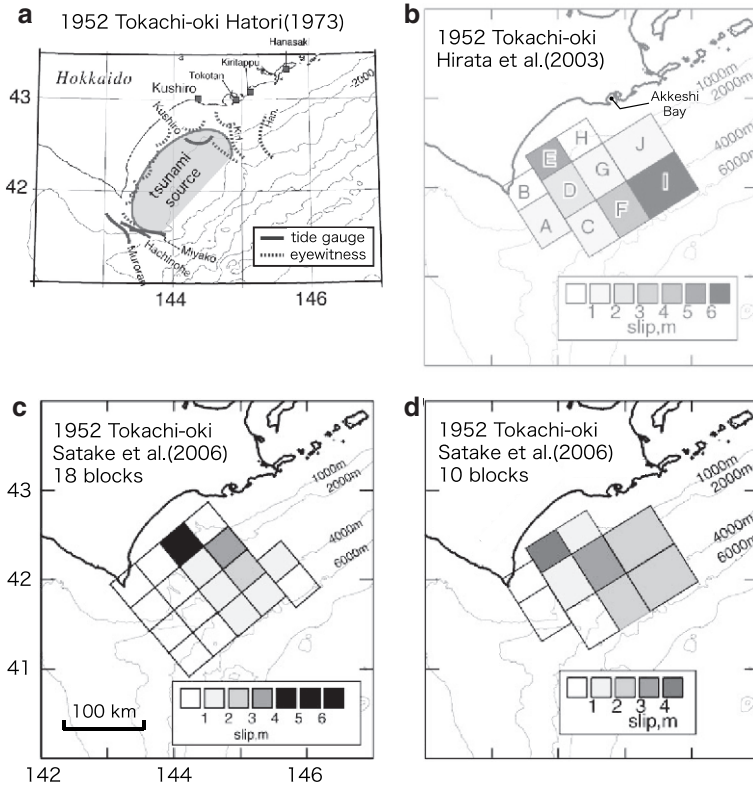 a
1952 Tokachi-oki Hatori(1973)
Hanasaki
Kiritappu
Tokotan
Hokkaido
Kushiro
-2000
43
Kushiro
Kiri.
Han.
42
tsunami
source
Miyako
Hachinohe
Muroran
tide gauge
eyewitness
144
146
b
1952 Tokachi-oki
Hirata et al.(2003)
1000m
2000m
Akkeshi
Bay
4000m
6000m
H
J
E
G
I
B
D
F
A
C
1 2 3 4 5 6
slip,m
c
1952 Tokachi-oki
Satake et al.(2006)
18 blocks
1000m
2000m
43
4000m
6000m
42
41
1 2 3 4 5 6
slip,m
100 km
142
144
146
d
1952 Tokachi-oki
Satake et al.(2006)
10 blocks
1000m
2000m
4000m
6000m
1 2 3 4
slip,m